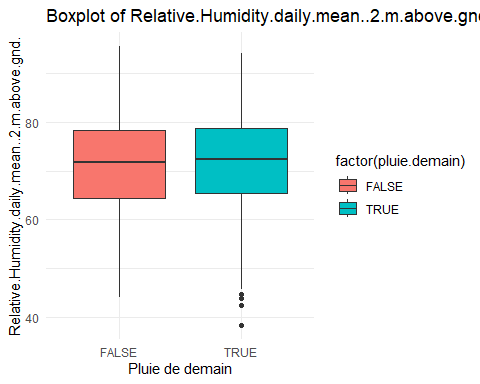 Boxplot of Relative.Humidity.daily.mean..2.m.above.gnd
Relative.Humidity.daily.mean..2.m.above.gnd.
80
60
40
FALSE
TRUE
Pluie de demain
factor(pluie.demain)
FALSE
TRUE